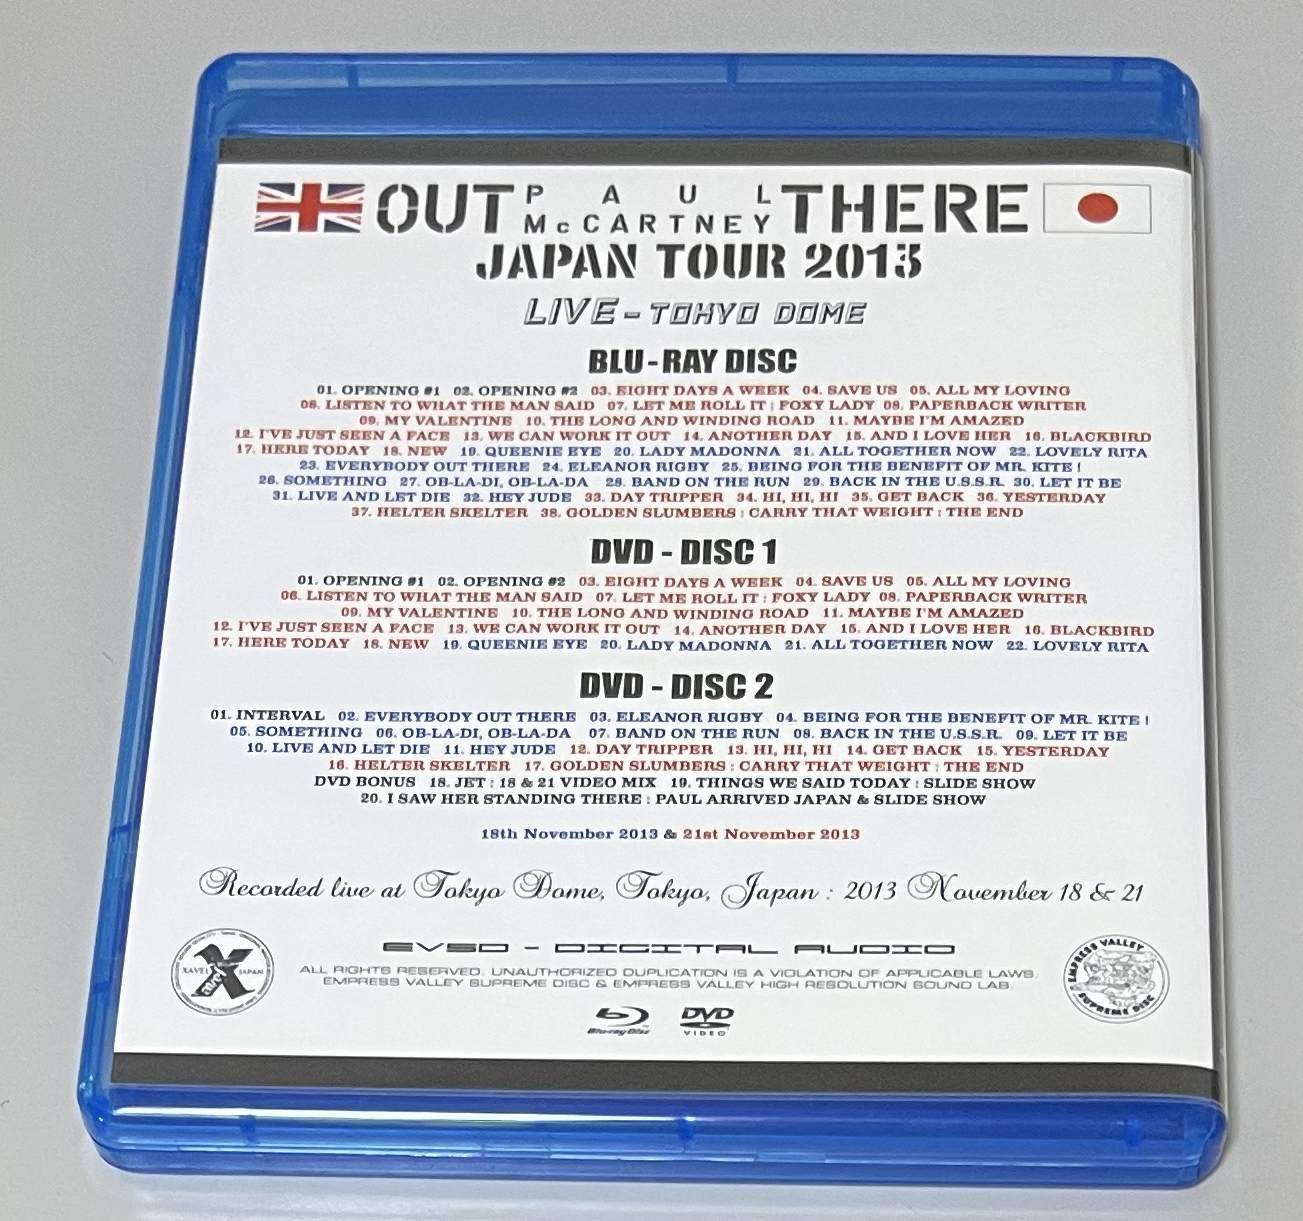 OUT PAUL McCARTNEY THERE
JAPAN TOUR 2013
LIVE - TOKYO DOME
BLU-RAY DISC
01. OPENING #1 02. OPENING #2 03. EIGHT DAYS A WEEK 04. SAVE US 05. ALL MY LOVING
06. LISTEN TO WHAT THE MAN SAID 07. LET ME ROLL IT : FOXY LADY 08. PAPERBACK WRITER
09. MY VALENTINE 10. THE LONG AND WINDING ROAD 11. MAYBE I'M AMAZED
12. I'VE JUST SEEN A FACE 13. WE CAN WORK IT OUT 14. ANOTHER DAY 15. AND I LOVE HER 16. BLACKBIRD
17. HERE TODAY 18. NEW 19. QUEENIE EYE 20. LADY MADONNA 21. ALL TOGETHER NOW 22. LOVELY RITA
23. EVERYBODY OUT THERE 24. ELEANOR RIGBY 25. BEING FOR THE BENEFIT OF MR. KITE !
26. SOMETHING 27. OB-LA-DI, OB-LA-DA 28. BAND ON THE RUN 29. BACK IN THE U.S.S.R. 30. LET IT BE
31. LIVE AND LET DIE 32. HEY JUDE 33. DAY TRIPPER 34. HI, HI, HI 35. GET BACK 36. YESTERDAY
37. HELTER SKELTER 38. GOLDEN SLUMBERS : CARRY THAT WEIGHT : THE END
DVD - DISC 1
01. OPENING #1 02. OPENING #2 03. EIGHT DAYS A WEEK 04. SAVE US 05. ALL MY LOVING
06. LISTEN TO WHAT THE MAN SAID 07. LET ME ROLL IT : FOXY LADY 08. PAPERBACK WRITER
09. MY VALENTINE 10. THE LONG AND WINDING ROAD 11. MAYBE I'M AMAZED
12. I'VE JUST SEEN A FACE 13. WE CAN WORK IT OUT 14. ANOTHER DAY 15. AND I LOVE HER 16. BLACKBIRD
17. HERE TODAY 18. NEW 19. QUEENIE EYE 20. LADY MADONNA 21. ALL TOGETHER NOW 22. LOVELY RITA
DVD - DISC 2
01. INTERVAL 02. EVERYBODY OUT THERE 03. ELEANOR RIGBY 04. BEING FOR THE BENEFIT OF MR. KITE !
05. SOMETHING 06. OB-LA-DI, OB-LA-DA 07. BAND ON THE RUN 08. BACK IN THE U.S.S.R. 09. LET IT BE
10. LIVE AND LET DIE 11. HEY JUDE 12. DAY TRIPPER 13. HI, HI, HI 14. GET BACK 15. YESTERDAY
16. HELTER SKELTER 17. GOLDEN SLUMBERS : CARRY THAT WEIGHT : THE END
DVD BONUS 18. JET : 18 & 21 VIDEO MIX 19. THINGS WE SAID TODAY : SLIDE SHOW
20. I SAW HER STANDING THERE : PAUL ARRIVED JAPAN & SLIDE SHOW
18th November 2013 & 21st November 2013
Recorded live at Tokyo Dome, Tokyo, Japan : 2013 November 18 & 21
EVSD - DIGITAL AUDIO
ALL RIGHTS RESERVED. UNAUTHORIZED DUPLICATION IS A VIOLATION OF APPLICABLE LAWS.
EMPRESS VALLEY SUPREME DISC & EMPRESS VALLEY HIGH RESOLUTION SOUND LAB.
XAVEL JAPAN
EMPRESS VALLEY SUPREME DISC
Blu-ray Disc DVD VIDEO